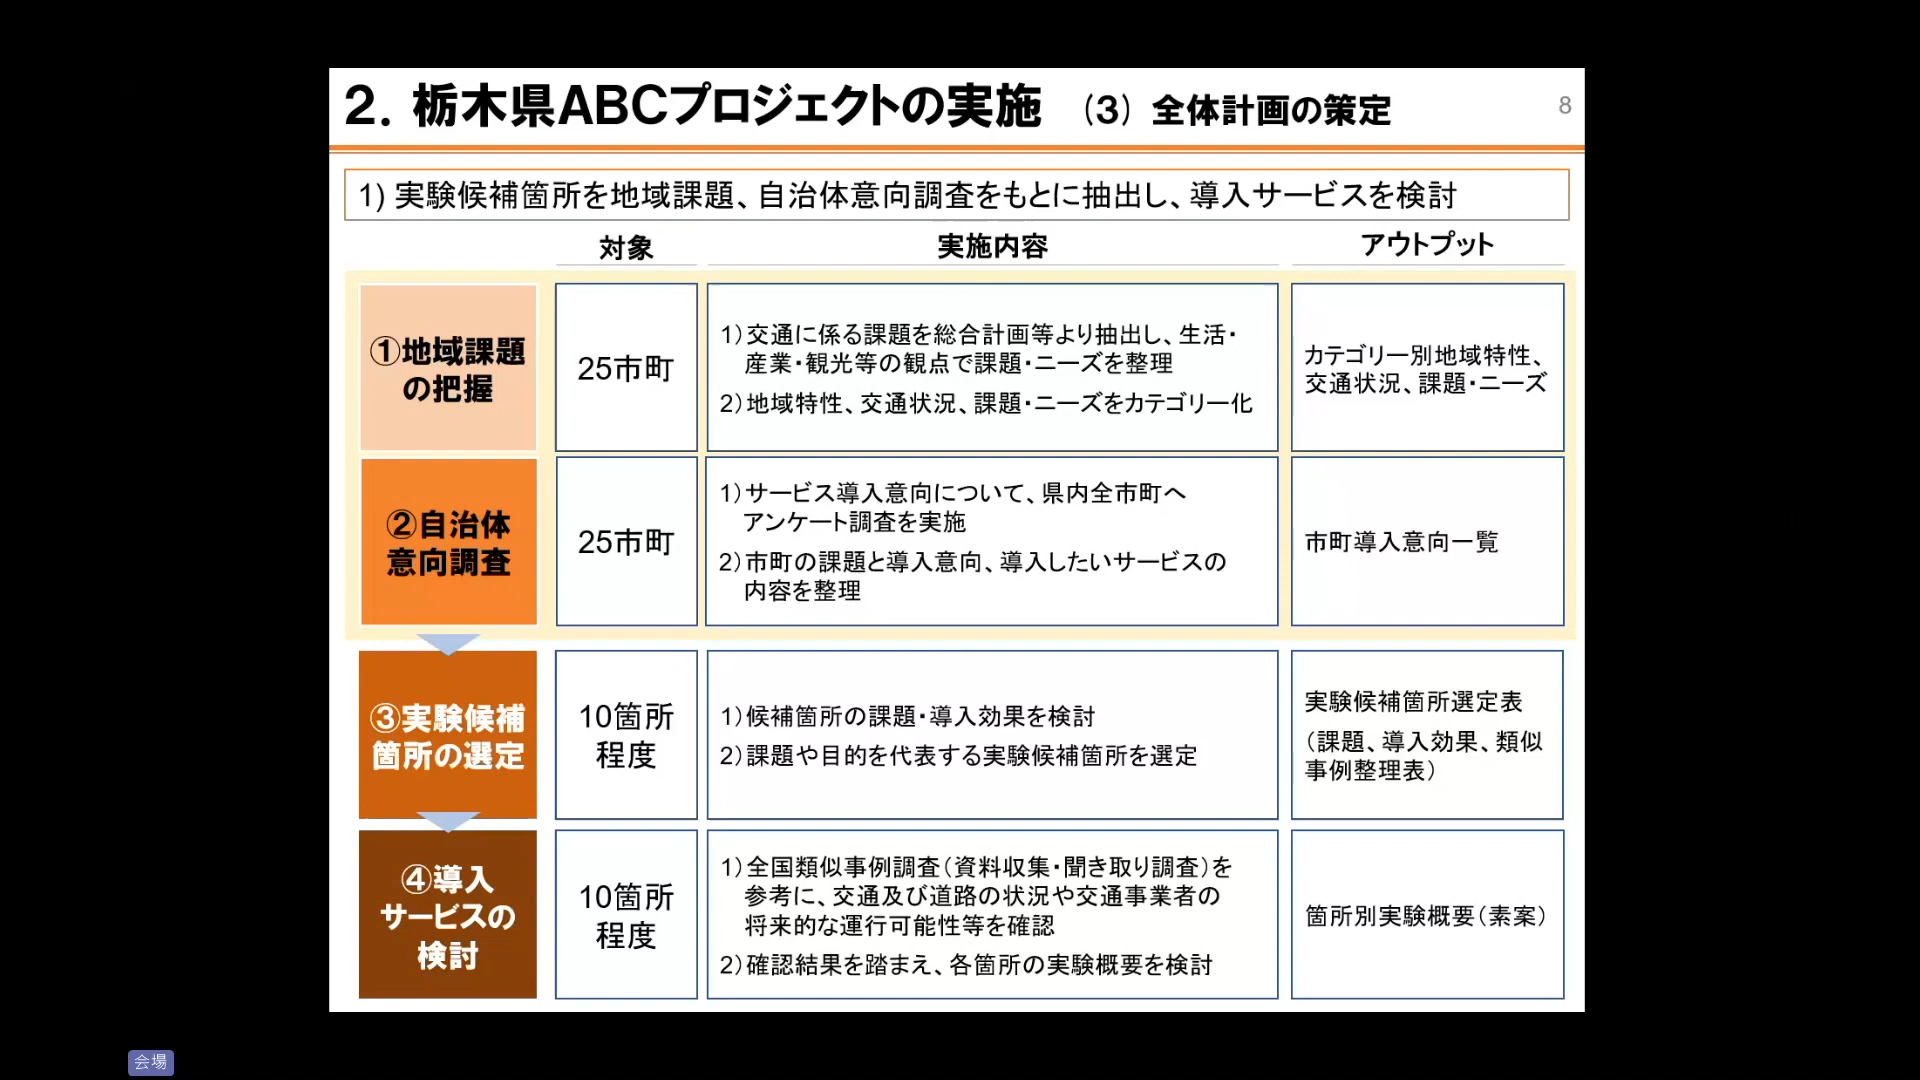 2. 栃木県ABCプロジェクトの実施 (3) 全体計画の策定
8
1) 実験候補箇所を地域課題、自治体意向調査をもとに抽出し、導入サービスを検討
対象
実施内容
アウトプット
①地域課題
の把握
25市町
1)交通に係る課題を総合計画等より抽出し、生活・
産業・観光等の観点で課題・ニーズを整理
2)地域特性、交通状況、課題・ニーズをカテゴリー化
カテゴリー別地域特性、
交通状況、課題・ニーズ
②自治体
意向調査
25市町
1)サービス導入意向について、県内全市町へ
アンケート調査を実施
2)市町の課題と導入意向、導入したいサービスの
内容を整理
市町導入意向一覧
③実験候補
箇所の選定
10箇所
程度
1)候補箇所の課題・導入効果を検討
2)課題や目的を代表する実験候補箇所を選定
実験候補箇所選定表
(課題、導入効果、類似
事例整理表)
④導入
サービスの
検討
10箇所
程度
1)全国類似事例調査(資料収集・聞き取り調査)を
参考に、交通及び道路の状況や交通事業者の
将来的な運行可能性等を確認
2)確認結果を踏まえ、各箇所の実験概要を検討
箇所別実験概要(素案)
会場